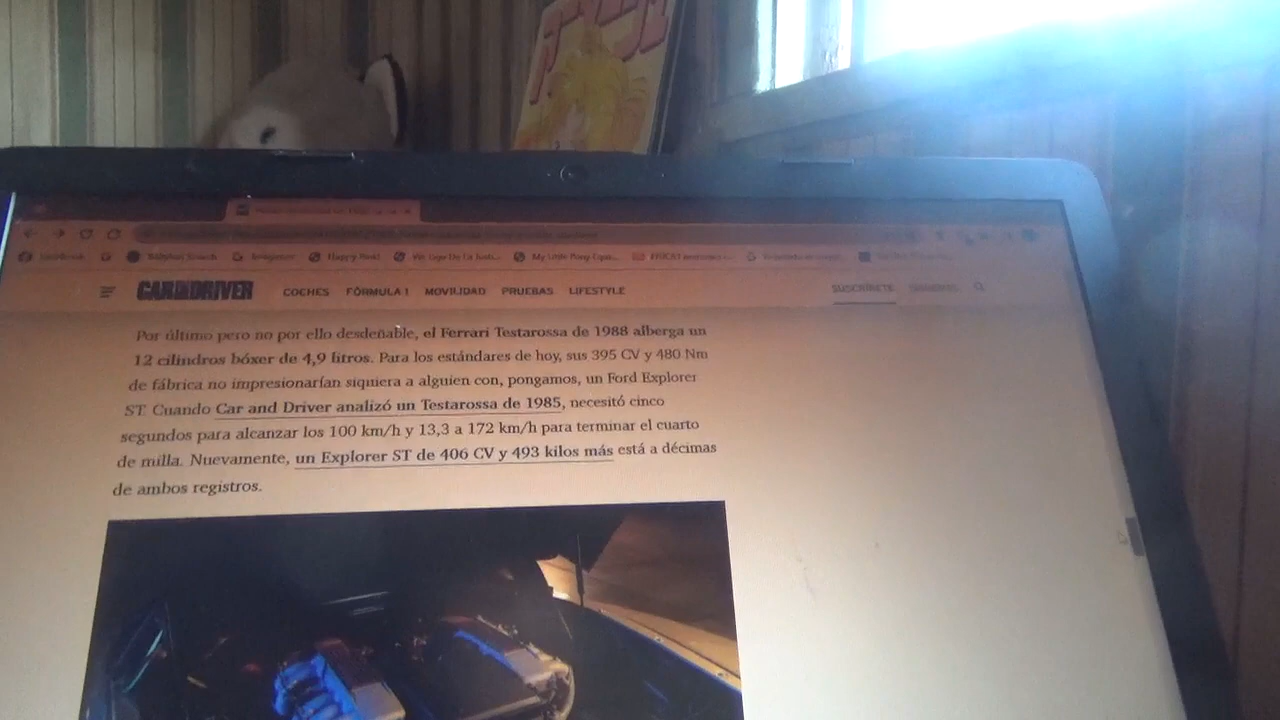 Happy Read
CAR AND DRIVER
COCHES FÓRMULA 1 MOVILIDAD PRUEBAS LIFESTYLE
SUSCRÍBETE
Por último pero no por ello desdeñable, el Ferrari Testarossa de 1988 alberga un
12 cilindros bóxer de 4,9 litros. Para los estándares de hoy, sus 395 CV y 480 Nm
de fábrica no impresionarían siquiera a alguien con, pongamos, un Ford Explorer
ST. Cuando Car and Driver analizó un Testarossa de 1985, necesitó cinco
segundos para alcanzar los 100 km/h y 13,3 a 172 km/h para terminar el cuarto
de milla. Nuevamente, un Explorer ST de 406 CV y 493 kilos más está a décimas
de ambos registros.